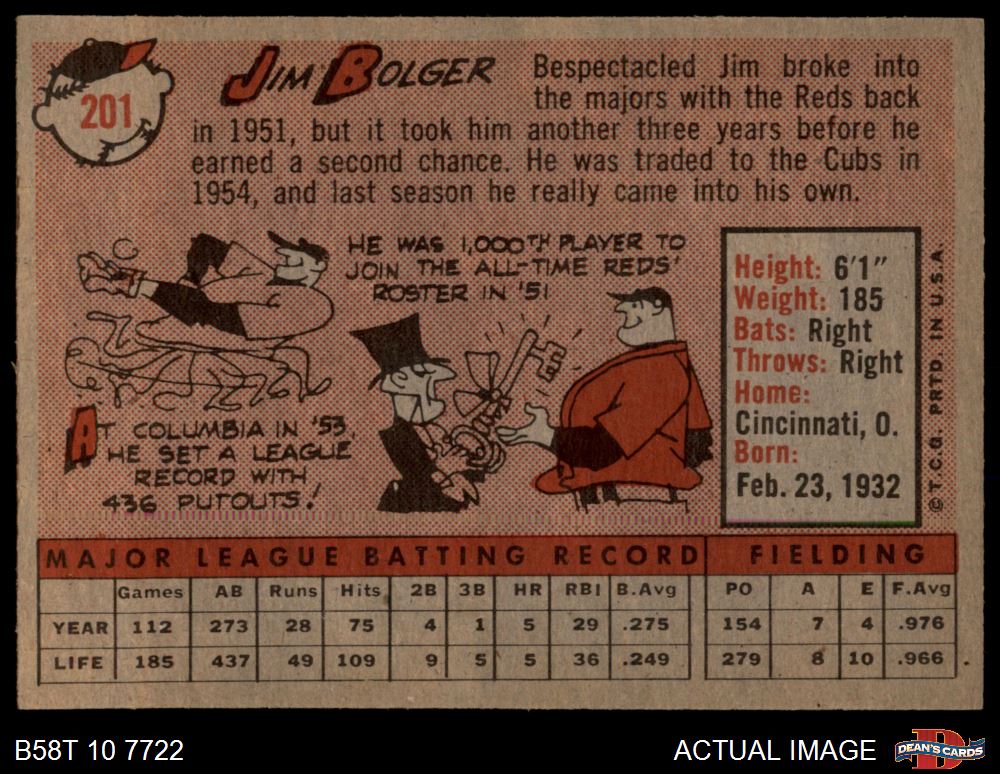 201
JIM BOLGER
Bespectacled Jim broke into
the majors with the Reds back
in 1951, but it took him another three years before he
earned a second chance. He was traded to the Cubs in
1954, and last season he really came into his own.
HE WAS 1,000TH PLAYER TO
JOIN THE ALL-TIME REDS'
ROSTER IN '51
AT COLUMBIA IN '53,
HE SET A LEAGUE
RECORD WITH
436 PUTOUTS!
Height: 6'1"
Weight: 185
Bats: Right
Throws: Right
Home:
Cincinnati, O.
Born:
Feb. 23, 1932
© T.C.G. PRTD. IN U.S.A.
MAJOR LEAGUE BATTING RECORD FIELDING
Games AB Runs Hits 2B 3B HR RBI B.Avg PO A E F.Avg
YEAR 112 273 28 75 4 1 5 29 .275 154 7 4 .976
LIFE 185 437 49 109 9 5 5 36 .249 279 8 10 .966
B58T 10 7722
ACTUAL IMAGE
DEAN'S CARDS